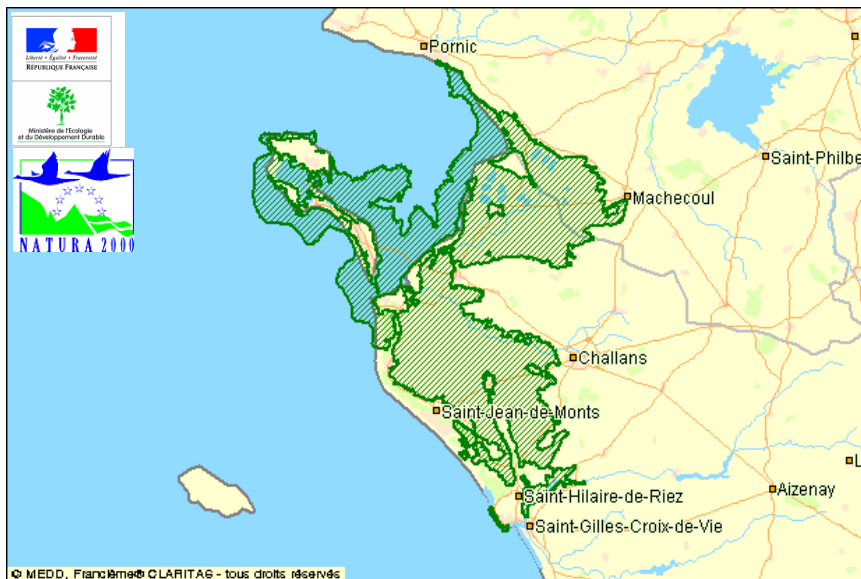 Liberté • Égalité • Fraternité
RÉPUBLIQUE FRANÇAISE
Ministère de l'Ecologie
et du Développement Durable
NATURA 2000
Pornic
Saint-Philbe
Machecoul
Challans
Saint-Jean-de-Monts
L
Aizenay
Saint-Hilaire-de-Riez
Saint-Gilles-Croix-de-Vie
© MEDD, Francième® CLARITAS - tous droits réservés